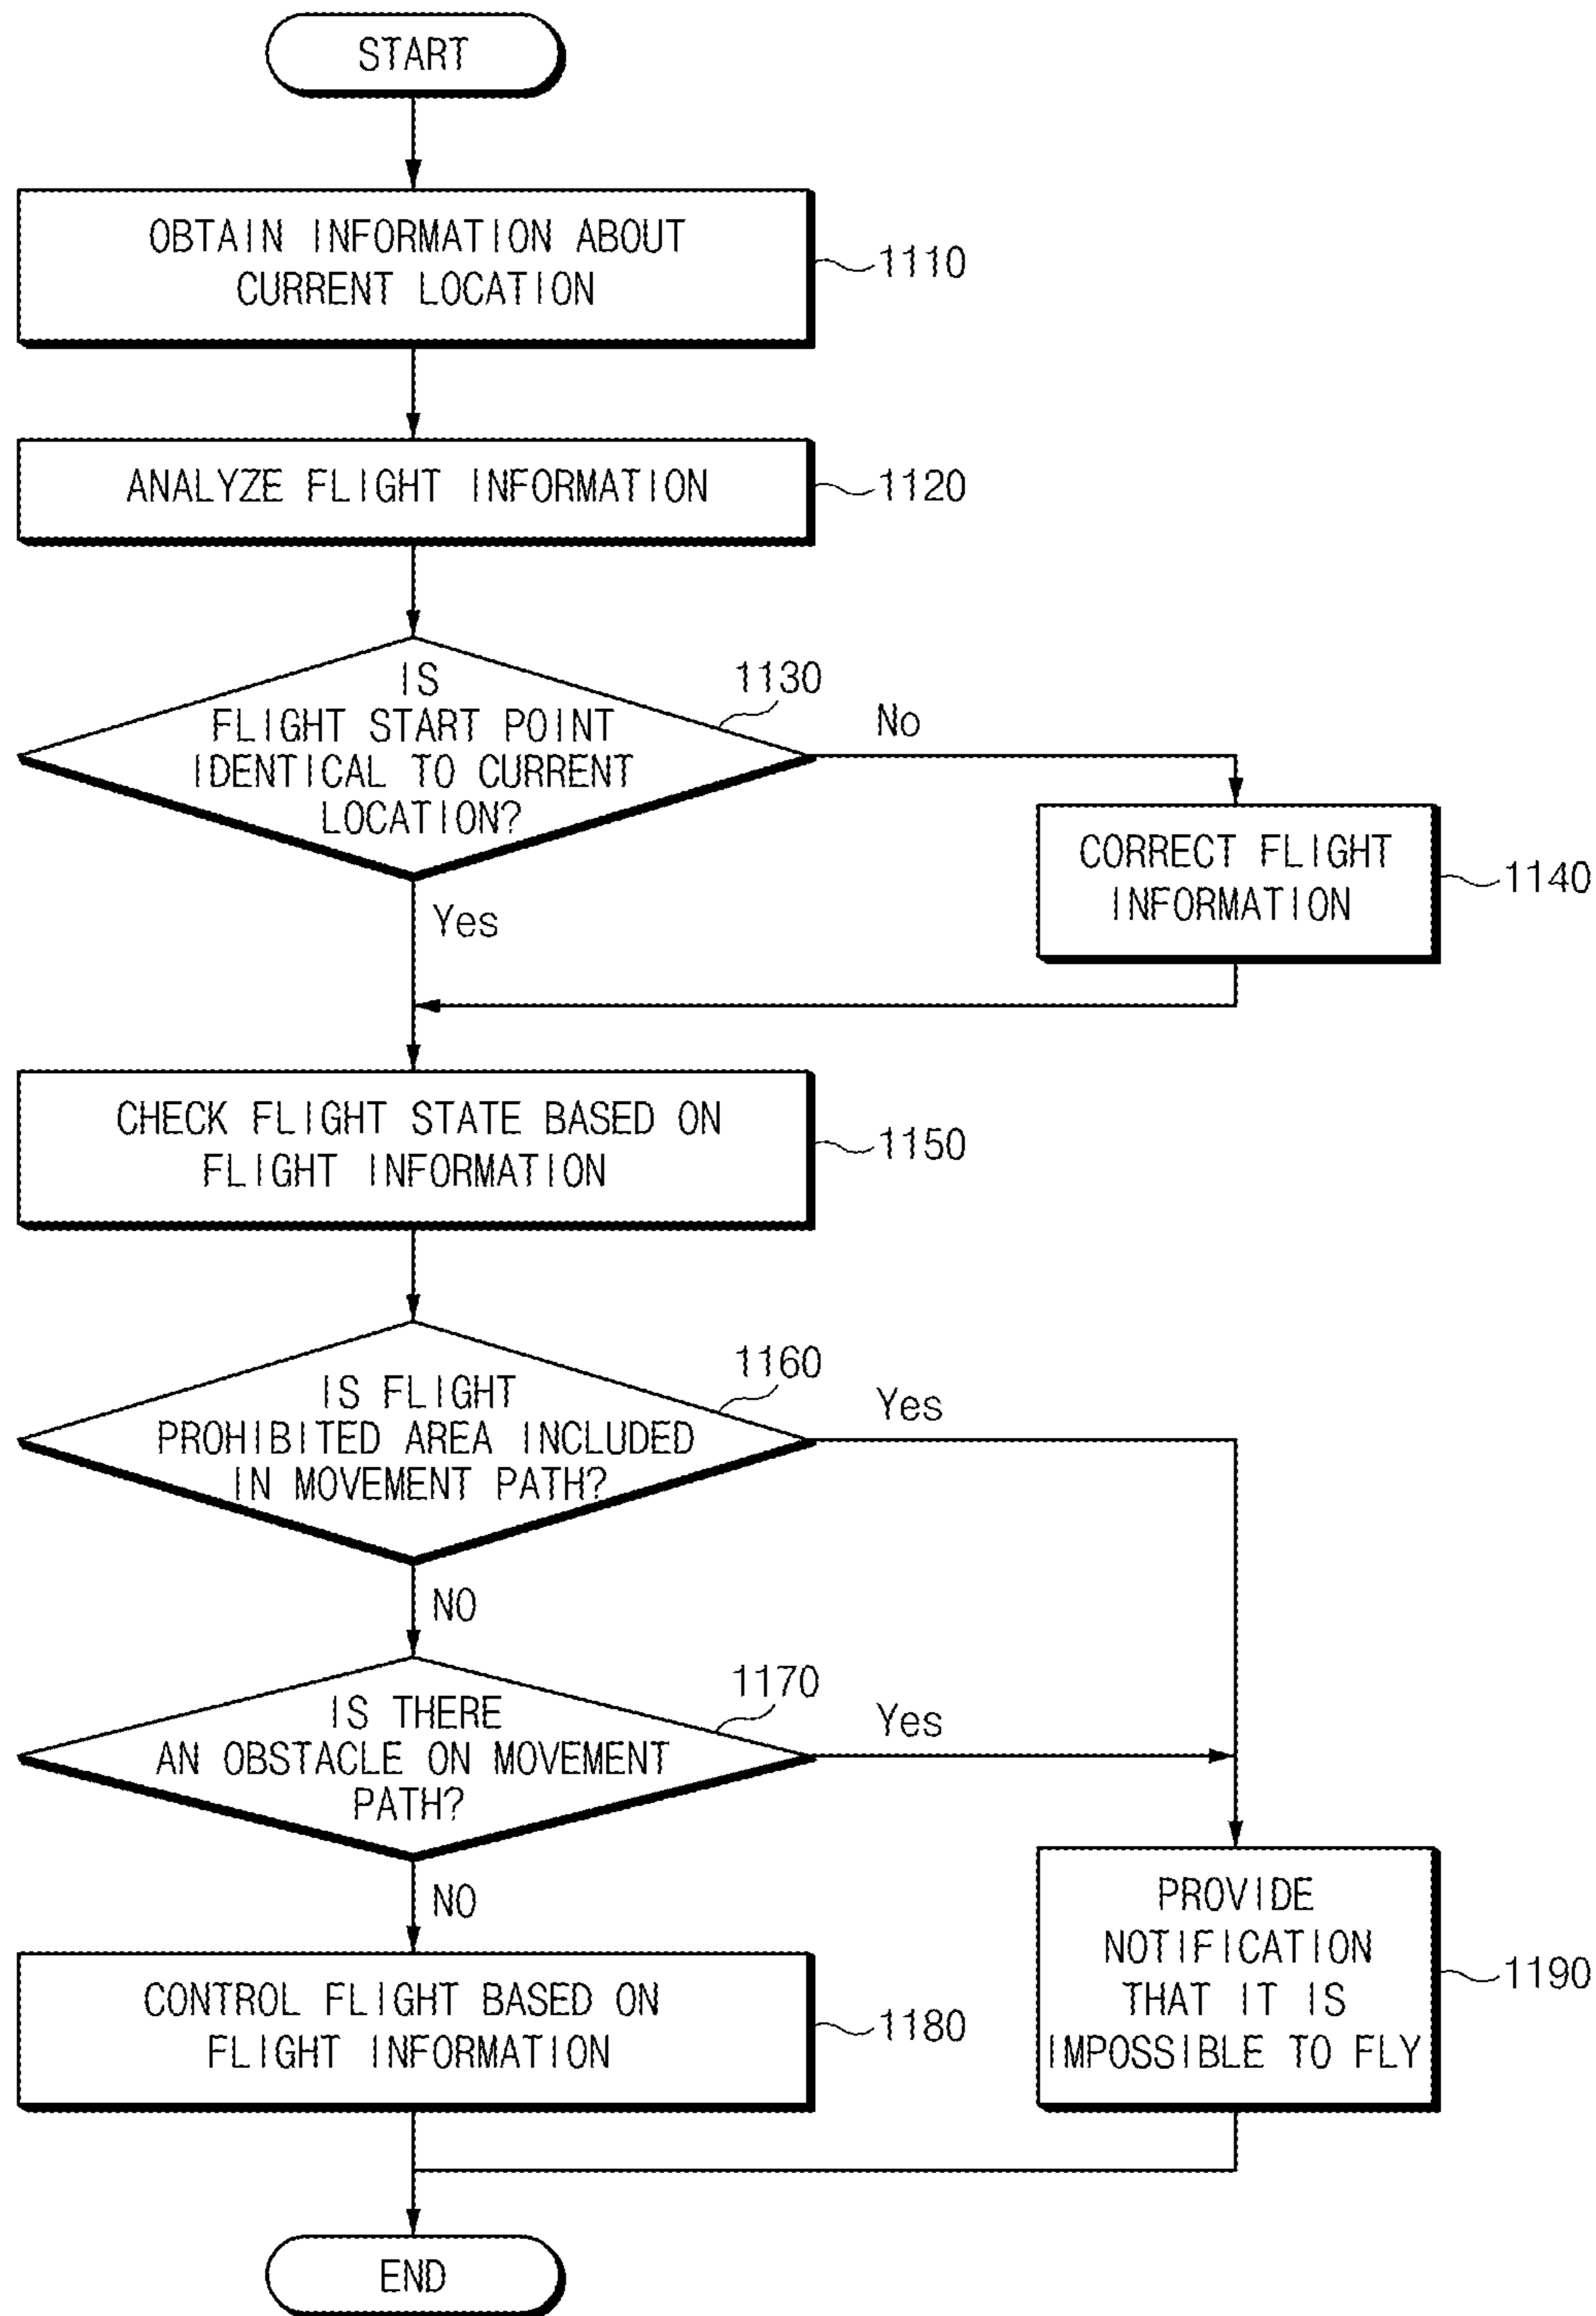 START
OBTAIN INFORMATION ABOUT
CURRENT LOCATION
1110
ANALYZE FLIGHT INFORMATION
1120
IS
FLIGHT START POINT
IDENTICAL TO CURRENT
LOCATION?
1130
No
CORRECT FLIGHT
INFORMATION
1140
Yes
CHECK FLIGHT STATE BASED ON
FLIGHT INFORMATION
1150
IS FLIGHT
PROHIBITED AREA INCLUDED
IN MOVEMENT PATH?
1160
Yes
NO
IS THERE
AN OBSTACLE ON MOVEMENT
PATH?
1170
Yes
NO
CONTROL FLIGHT BASED ON
FLIGHT INFORMATION
1180
PROVIDE
NOTIFICATION
THAT IT IS
IMPOSSIBLE TO FLY
1190
END